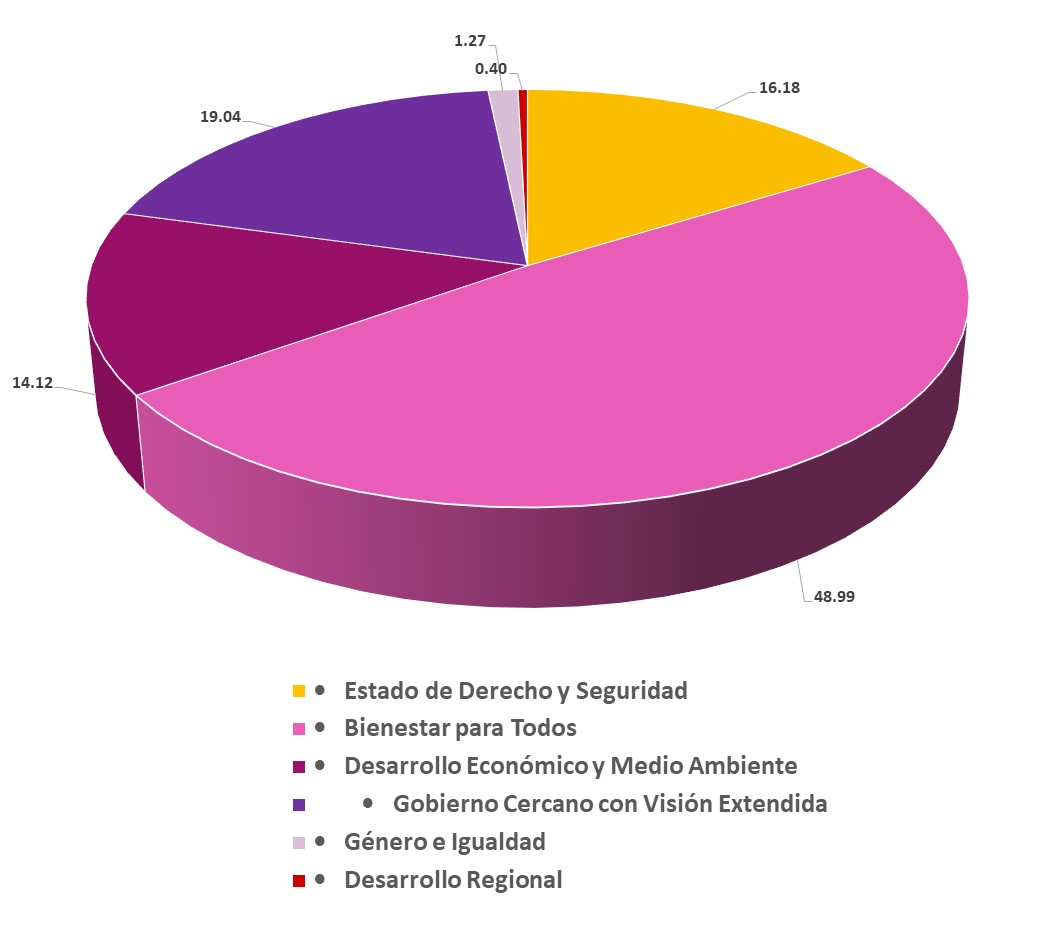 1.27
0.40
16.18
19.04
14.12
48.99
• Estado de Derecho y Seguridad
• Bienestar para Todos
• Desarrollo Económico y Medio Ambiente
• Gobierno Cercano con Visión Extendida
• Género e Igualdad
• Desarrollo Regional